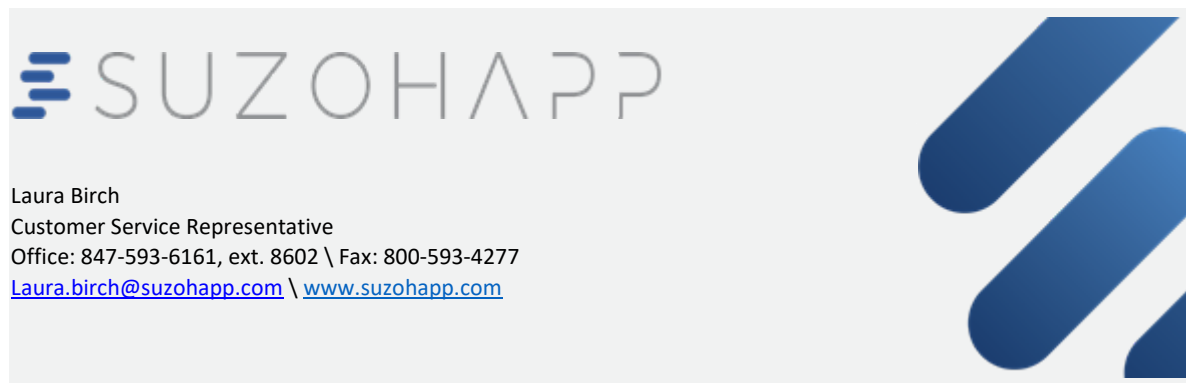 SUZOHAPP
Laura Birch
Customer Service Representative
Office: 847-593-6161, ext. 8602 \ Fax: 800-593-4277
Laura.birch@suzohapp.com \ www.suzohapp.com